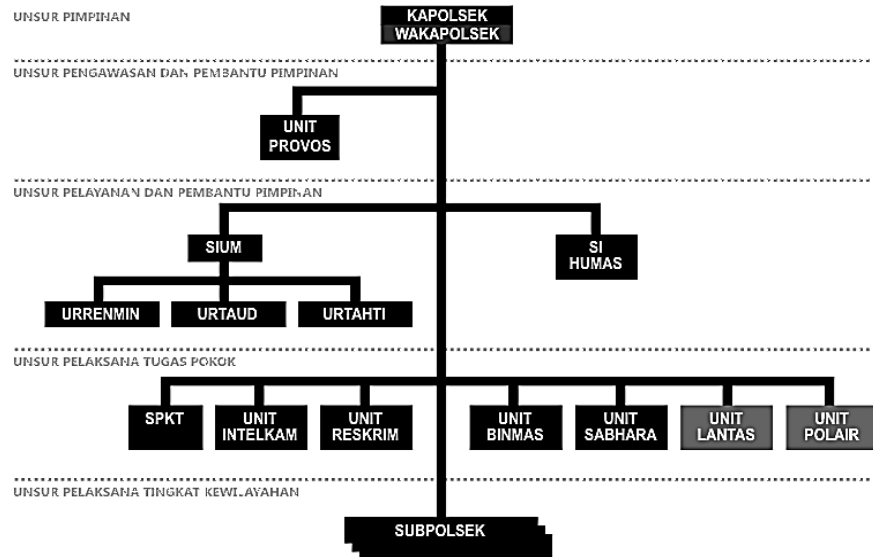 UNSUR PIMPINAN
KAPOLSEK
WAKAPOLSEK
UNSUR PENGAWASAN DAN PEMBANTU PIMPINAN
UNIT
PROVOS
UNSUR PELAYANAN DAN PEMBANTU PIMPINAN
SIUM
SI
HUMAS
URRENMIN
URTAUD
URTAHTI
UNSUR PELAKSANA TUGAS POKOK
SPKT
UNIT
INTELKAM
UNIT
RESKRIM
UNIT
BINMAS
UNIT
SABHARA
UNIT
LANTAS
UNIT
POLAIR
UNSUR PELAKSANA TINGKAT KEWILAYAHAN
SUBPOLSEK